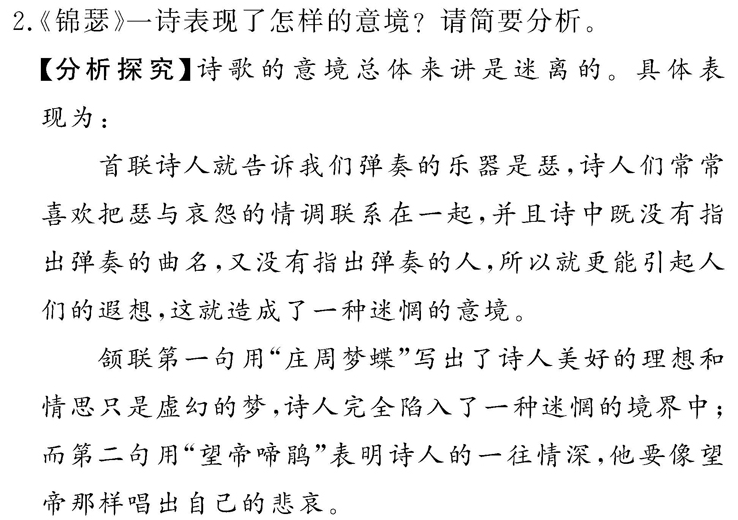 2.《锦瑟》一诗表现了怎样的意境？请简要分析。
【分析探究】诗歌的意境总体来讲是迷离的。具体表
现为：
首联诗人就告诉我们弹奏的乐器是瑟，诗人们常常
喜欢把瑟与哀怨的情调联系在一起，并且诗中既没有指
出弹奏的曲名，又没有指出弹奏的人，所以就更能引起人
们的遐想，这就造成了一种迷惘的意境。
颔联第一句用“庄周梦蝶”写出了诗人美好的理想和
情思只是虚幻的梦，诗人完全陷入了一种迷惘的境界中；
而第二句用“望帝啼鹃”表明诗人的一往情深，他要像望
帝那样唱出自己的悲哀。